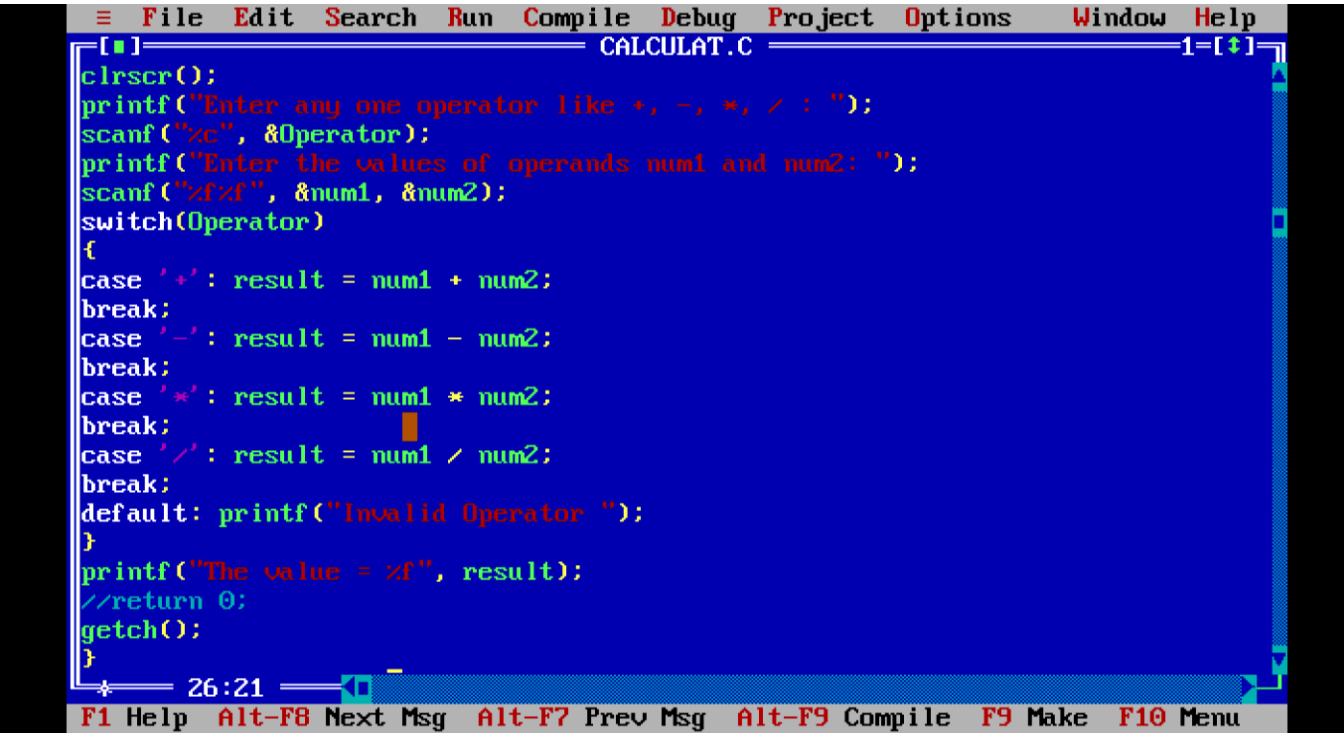 ≡ File Edit Search Run Compile Debug Project Options Window Help
[■] CALCULAT.C 1=[↕]
clrscr();
printf("Enter any one operator like +, -, *, / : ");
scanf("%c", &Operator);
printf("Enter the values of operands num1 and num2: ");
scanf("%f%f", &num1, &num2);
switch(Operator)
{
case '+': result = num1 + num2;
break;
case '-': result = num1 - num2;
break;
case '*': result = num1 * num2;
break;
case '/': result = num1 / num2;
break;
default: printf("Invalid Operator ");
}
printf("The value = %f", result);
//return 0;
getch();
}
26:21
F1 Help Alt-F8 Next Msg Alt-F7 Prev Msg Alt-F9 Compile F9 Make F10 Menu